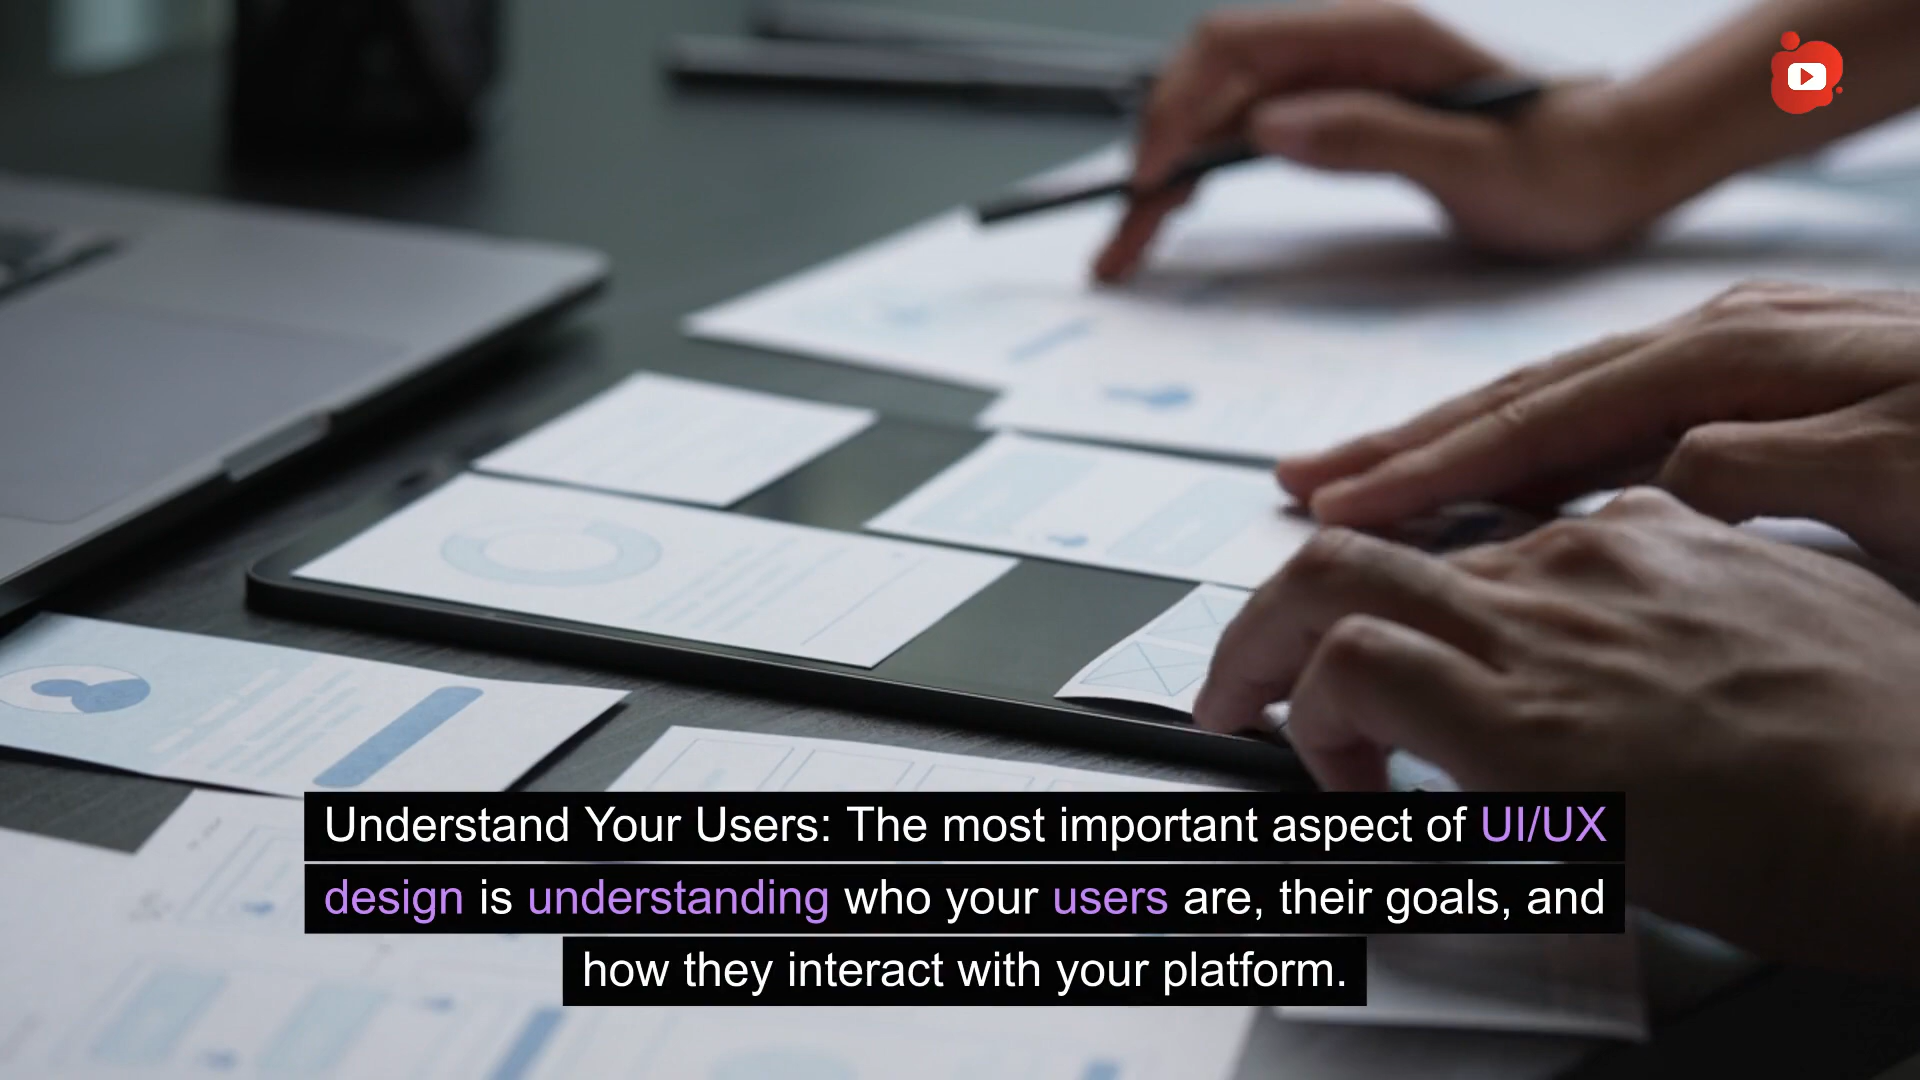 Understand Your Users: The most important aspect of UI/UX
design is understanding who your users are, their goals, and
how they interact with your platform.